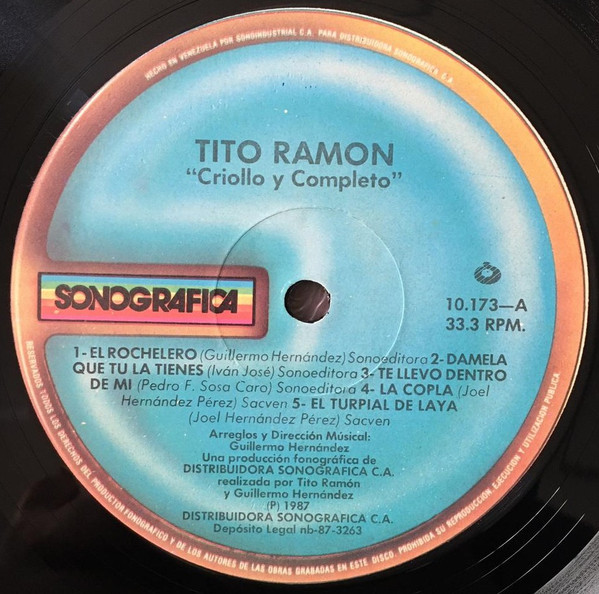 HECHO EN VENEZUELA POR SONOINDUSTRIAL C.A. PARA DISTRIBUIDORA SONOGRAFICA C.A.
TITO RAMON
"Criollo y Completo"
SONOGRAFICA
10.173—A
33.3 RPM.
1- EL ROCHELERO (Guillermo Hernández) Sonoeditora 2- DAMELA
QUE TU LA TIENES (Iván José) Sonoeditora 3- TE LLEVO DENTRO
DE MI (Pedro F. Sosa Caro) Sonoeditora 4- LA COPLA (Joel
Hernández Pérez) Sacven 5- EL TURPIAL DE LAYA
(Joel Hernández Pérez) Sacven
Arreglos y Dirección Músical:
Guillermo Hernández
Una producción fonográfica de
DISTRIBUIDORA SONOGRAFICA C.A.
realizada por Tito Ramón
y Guillermo Hernández
(P) 1987
DISTRIBUIDORA SONOGRAFICA C.A.
Depósito Legal nb-87-3263
RESERVADOS TODOS LOS DERECHOS DEL PRODUCTOR FONOGRAFICO Y DE LOS AUTORES DE LAS OBRAS GRABADAS EN ESTE DISCO. PROHIBIDA SU REPRODUCCION, EJECUCION Y UTILIZACION PUBLICA.